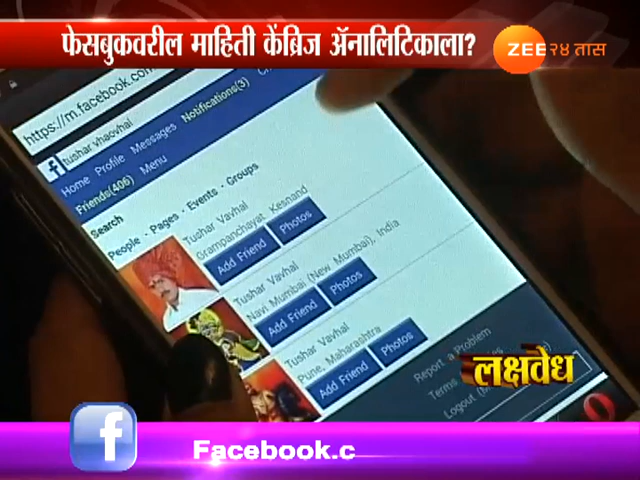 फेसबुकवरील माहिती केंब्रिज ॲनालिटिकाला?
ZEE २४ तास
https://m.facebook.com
f tushar vhaovhal
Home Profile Messages Notifications(3)
Friends(406) Menu
Search
People · Pages · Events · Groups
Tushar Vavhal
Grampanchayat Kesnand
Add Friend Photos
Tushar Vavhal
Navi Mumbai (New Mumbai), India
Add Friend Photos
Tushar Vavhal
Pune, Maharashtra
Add Friend Photos
Report a Problem
Terms
Logout
लक्षवेध
f Facebook.c